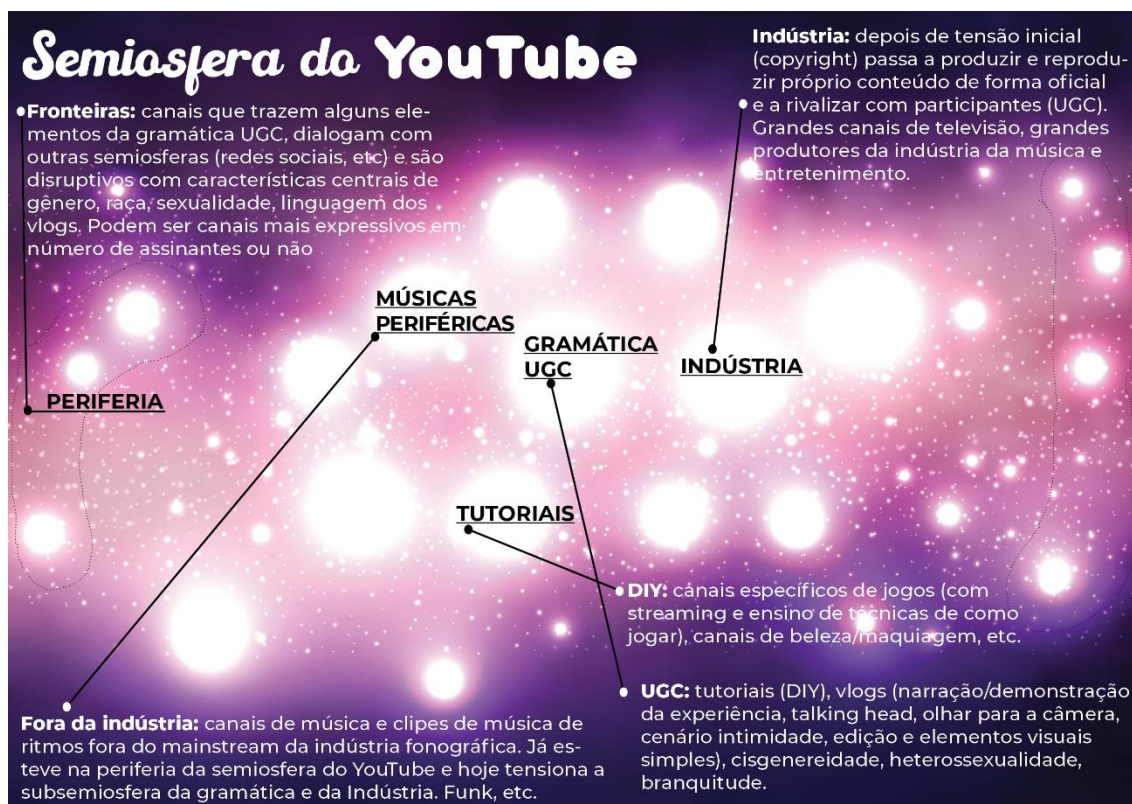 Semiosfera do YouTube
Fronteiras: canais que trazem alguns ele-
mentos da gramática UGC, dialogam com
outras semiosferas (redes sociais, etc) e são
disruptivos com características centrais de
gênero, raça, sexualidade, linguagem dos
vlogs. Podem ser canais mais expressivos em
número de assinantes ou não
Indústria: depois de tensão inicial
(copyright) passa a produzir e reprodu-
zir próprio conteúdo de forma oficial
e a rivalizar com participantes (UGC).
Grandes canais de televisão, grandes
produtores da indústria da música e
entretenimento.
MÚSICAS
PERIFÉRICAS
GRAMÁTICA
UGC
INDÚSTRIA
PERIFERIA
TUTORIAIS
DIY: canais específicos de jogos (com
streaming e ensino de técnicas de como
jogar), canais de beleza/maquiagem, etc.
UGC: tutoriais (DIY), vlogs (narração/demonstração
da experiência, talking head, olhar para a câmera,
cenário intimidade, edição e elementos visuais
simples), cisgenereidade, heterossexualidade,
branquitude.
Fora da indústria: canais de música e clipes de música de
ritmos fora do mainstream da indústria fonográfica. Já es-
teve na periferia da semiosfera do YouTube e hoje tensiona a
subsemiosfera da gramática e da Indústria. Funk, etc.